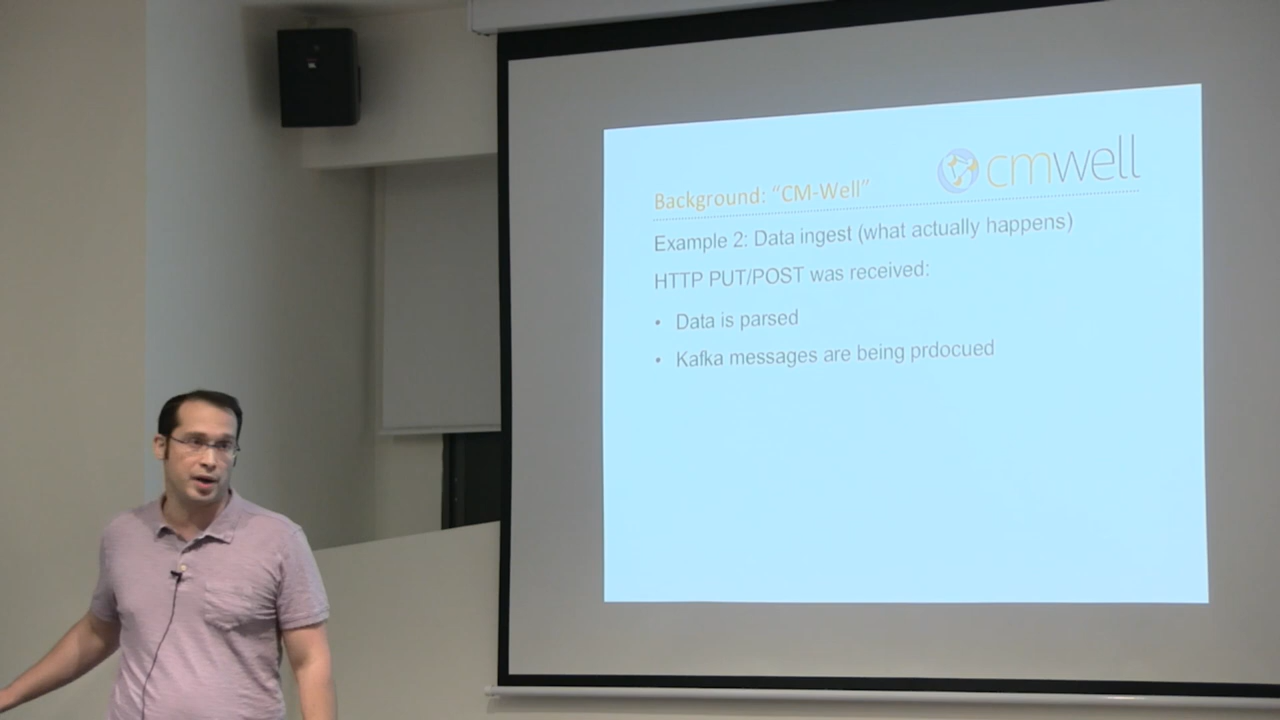 cmwell
Background: “CM-Well”
Example 2: Data ingest (what actually happens)
HTTP PUT/POST was received:
• Data is parsed
• Kafka messages are being prdocued